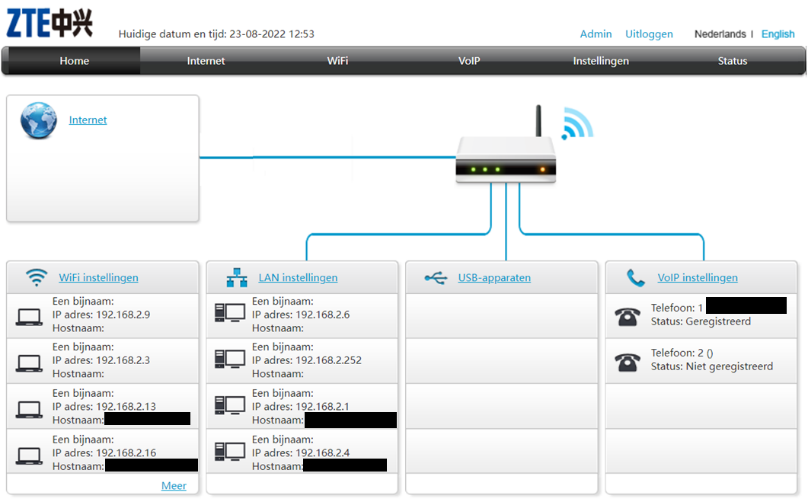 ZTE中兴
Huidige datum en tijd: 23-08-2022 12:53
Admin Uitloggen Nederlands | English
Home Internet WiFi VoIP Instellingen Status
Internet
WiFi instellingen
Een bijnaam:
IP adres: 192.168.2.9
Hostnaam:
Een bijnaam:
IP adres: 192.168.2.3
Hostnaam:
Een bijnaam:
IP adres: 192.168.2.13
Hostnaam:
Een bijnaam:
IP adres: 192.168.2.16
Hostnaam:
Meer
LAN instellingen
Een bijnaam:
IP adres: 192.168.2.6
Hostnaam:
Een bijnaam:
IP adres: 192.168.2.252
Hostnaam:
Een bijnaam:
IP adres: 192.168.2.1
Hostnaam:
Een bijnaam:
IP adres: 192.168.2.4
Hostnaam:
USB-apparaten
VoIP instellingen
Telefoon: 1
Status: Geregistreerd
Telefoon: 2 ()
Status: Niet geregistreerd